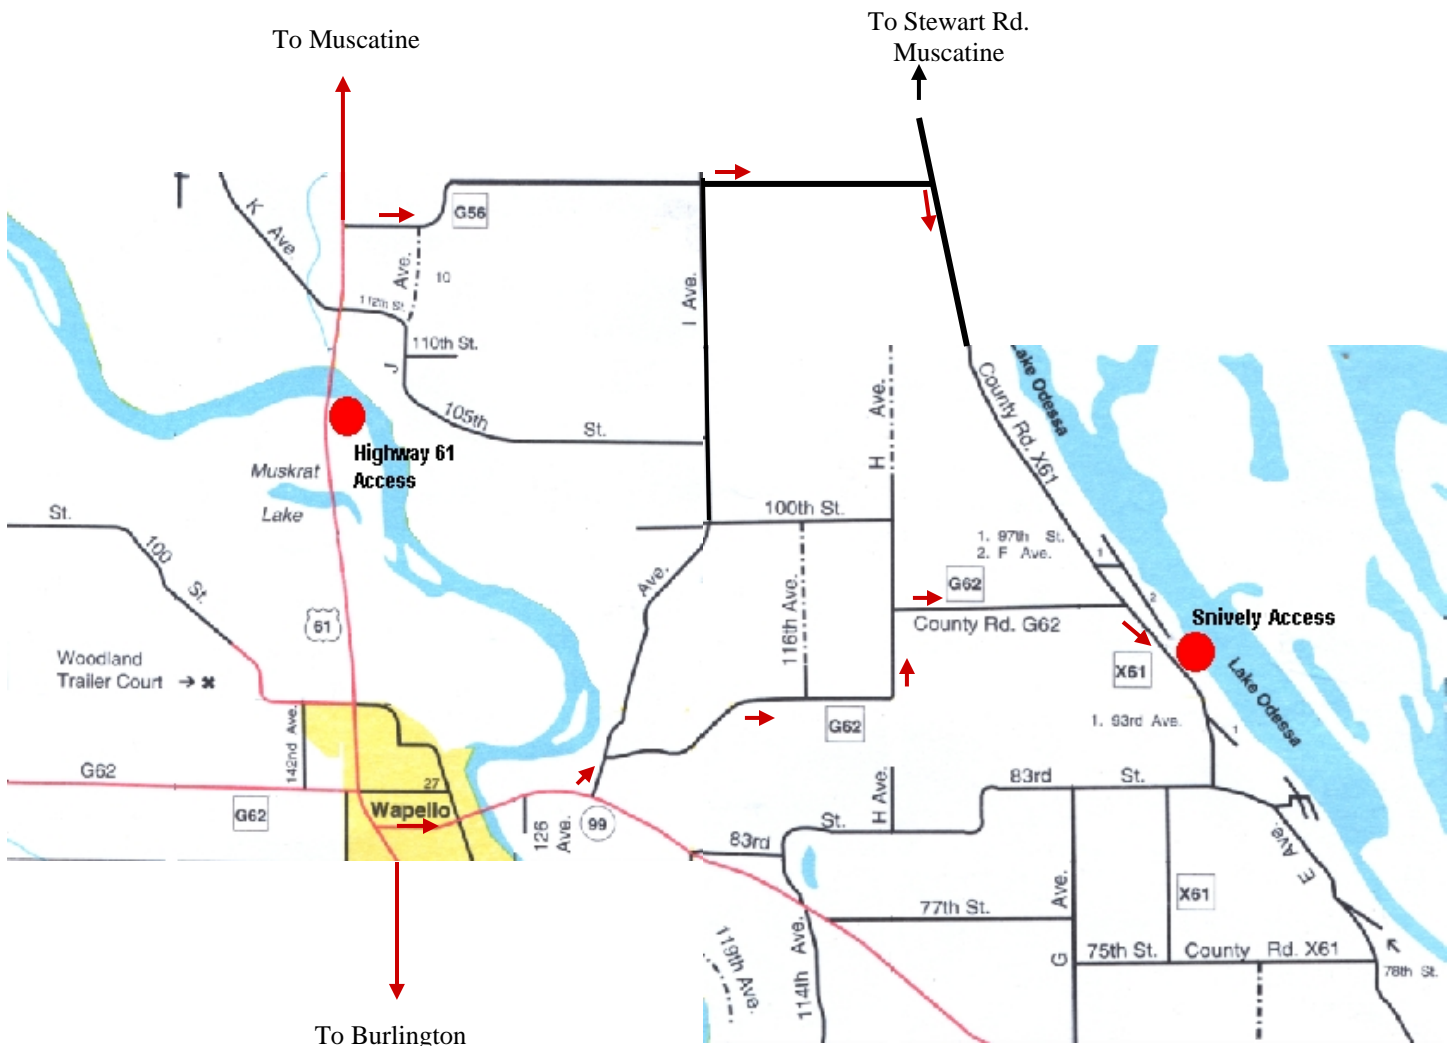 To Stewart Rd.
Muscatine
To Muscatine
K Ave.
G56
Ave.
10
I Ave.
112th St.
110th St.
J
105th St.
H Ave.
County Rd. X61
Lake Odessa
Highway 61
Access
Muskrat
Lake
St.
100 St.
100th St.
1. 97th St.
2. F Ave.
1
2
Ave.
116th Ave.
G62
County Rd. G62
Snively Access
61
Woodland
Trailer Court
X61
Lake Odessa
142nd Ave.
G62
1. 93rd Ave.
1
G62
27
G62
Wapello
99
126 Ave.
H Ave.
83rd St.
83rd St.
E Ave.
77th St.
G Ave.
X61
119th Ave.
114th Ave.
75th St.
County Rd. X61
78th St.
To Burlington